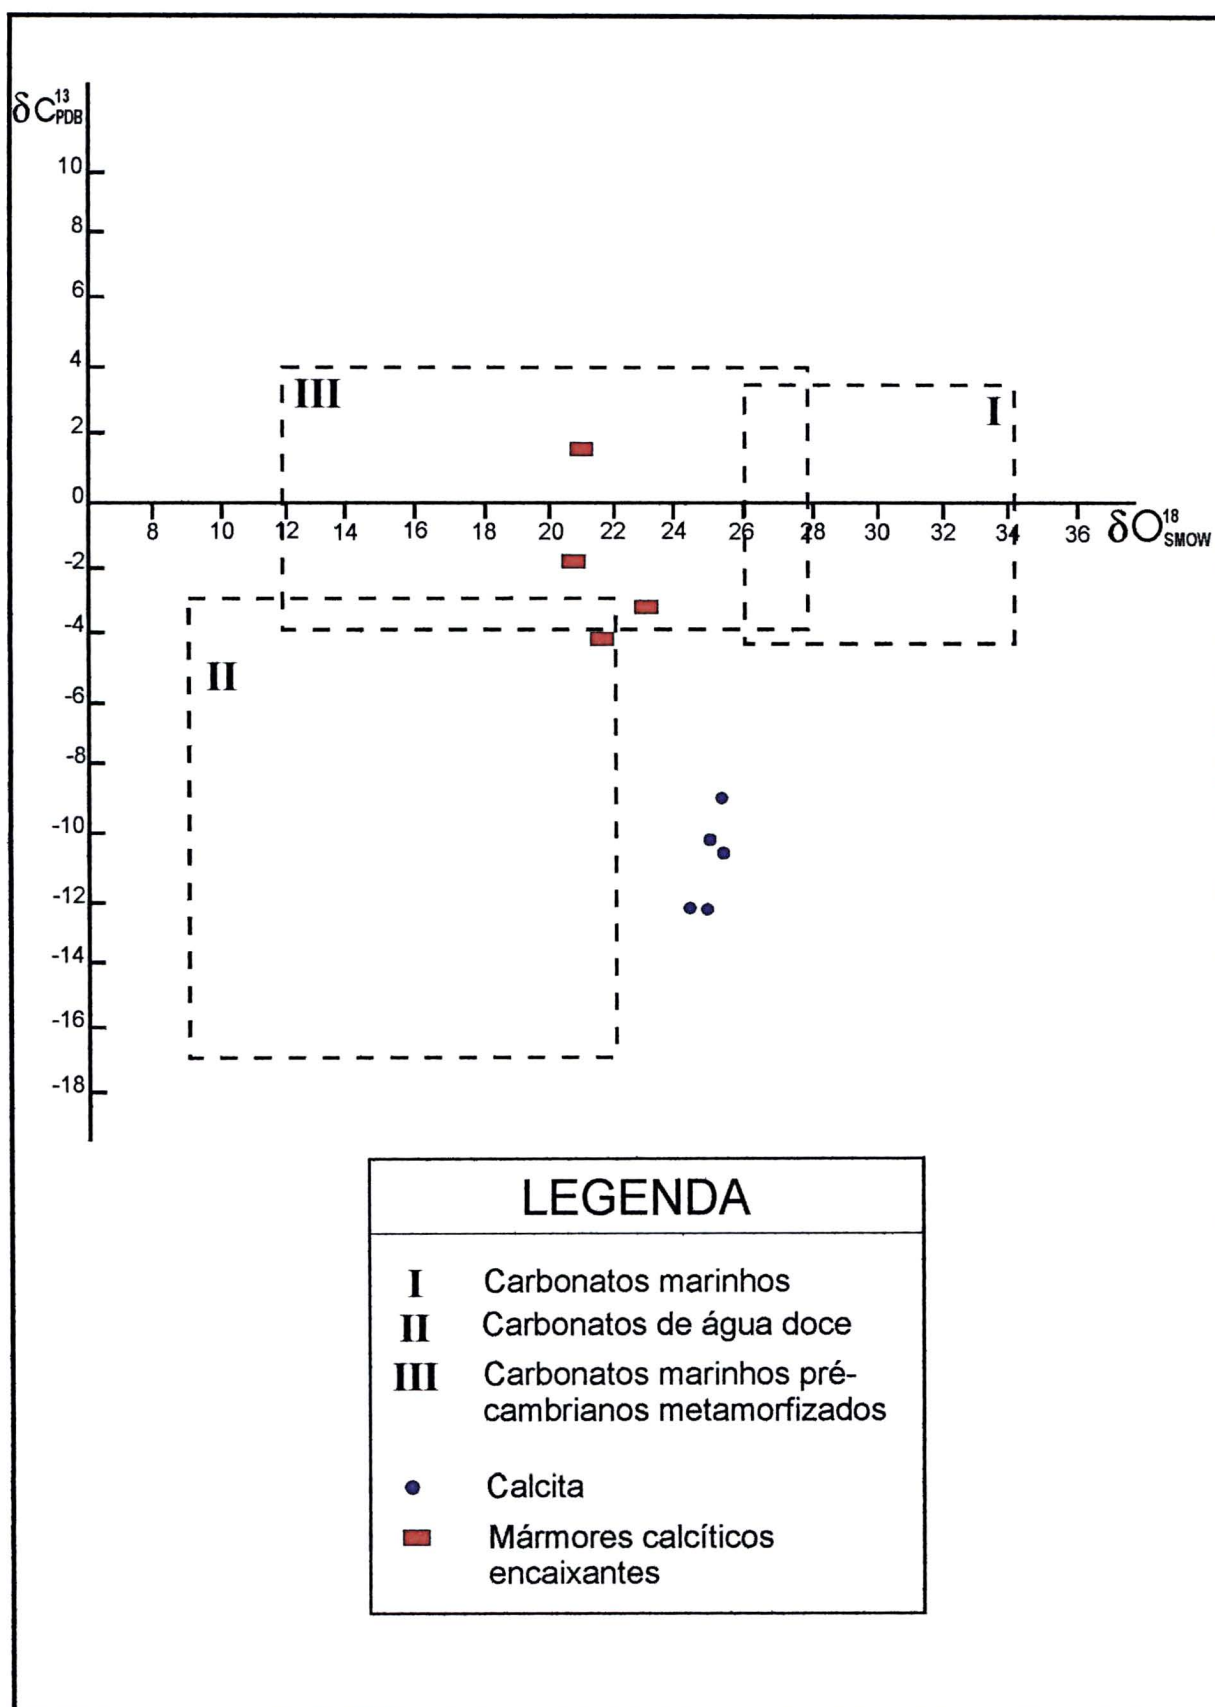 δC¹³PDB
10
8
6
4
III
I
2
0
8 10 12 14 16 18 20 22 24 26 28 30 32 34 36 δO¹⁸SMOW
-2
-4
II
-6
-8
-10
-12
-14
-16
-18
LEGENDA
I Carbonatos marinhos
II Carbonatos de água doce
III Carbonatos marinhos pré-
cambrianos metamorfizados
Calcita
Mármores calcíticos
encaixantes